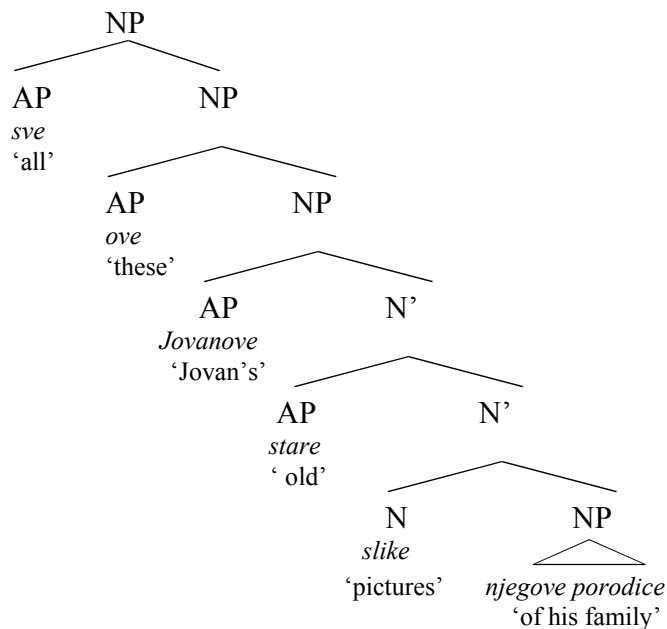 NP
AP NP
sve
‘all’
AP NP
ove
‘these’
AP N’
Jovanove
‘Jovan’s’
AP N’
stare
‘ old’
N NP
slike
‘pictures’ njegove porodice
‘of his family’